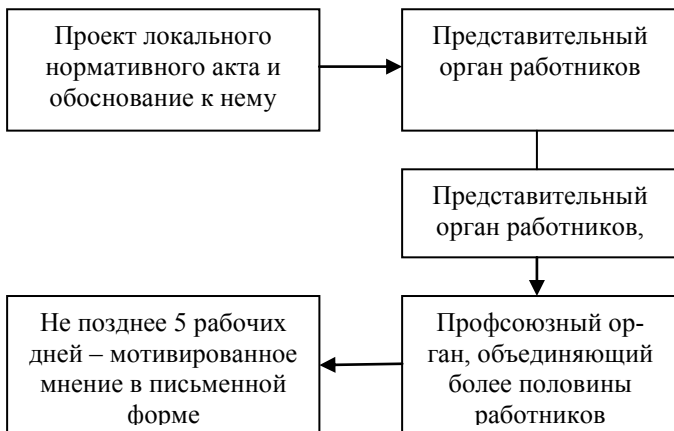 Проект локального
нормативного акта и
обоснование к нему
Представительный
орган работников
Представительный
орган работников,
Профсоюзный ор-
ган, объединяющий
более половины
работников
Не позднее 5 рабочих
дней – мотивированное
мнение в письменной
форме